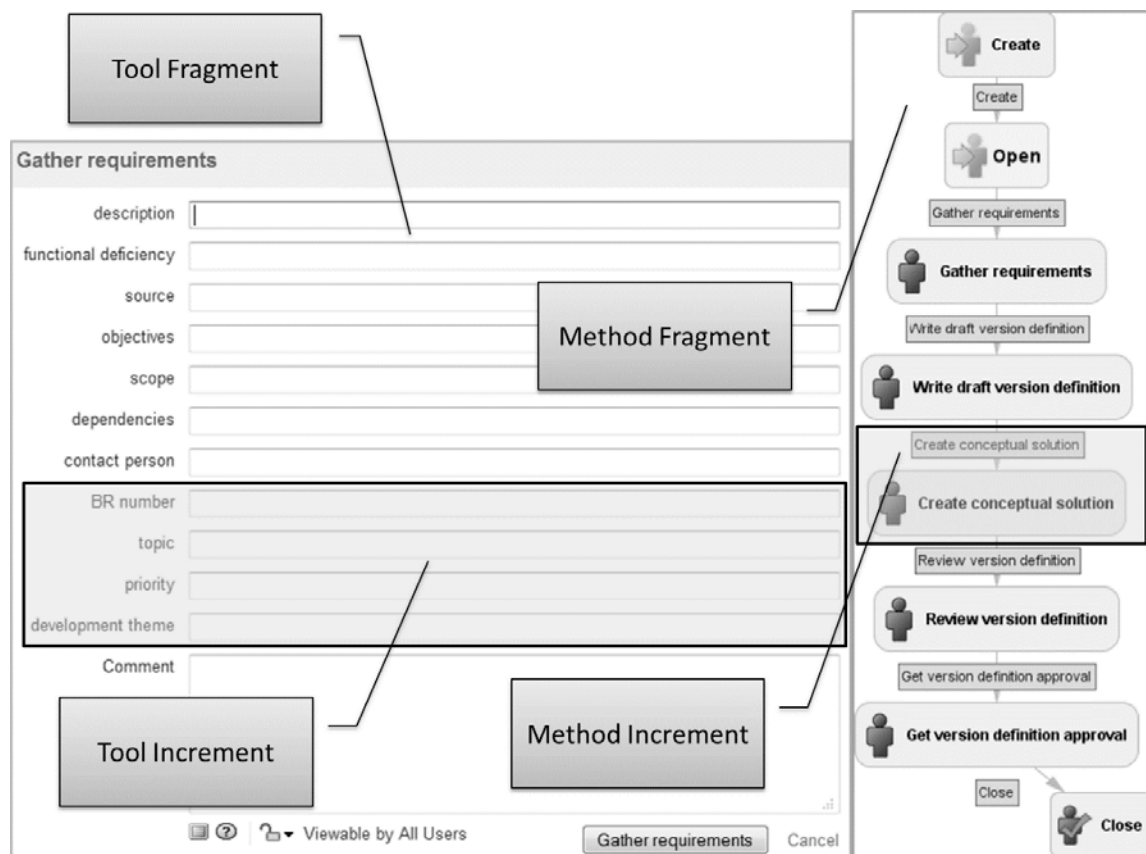 Tool Fragment
Gather requirements
description
functional deficiency
source
objectives
scope
dependencies
contact person
BR number
topic
priority
development theme
Comment
Tool Increment
Viewable by All Users
Gather requirements
Cancel
Method Fragment
Method Increment
Create
Create
Open
Gather requirements
Gather requirements
Write draft version definition
Write draft version definition
Create conceptual solution
Create conceptual solution
Review version definition
Review version definition
Get version definition approval
Get version definition approval
Close
Close